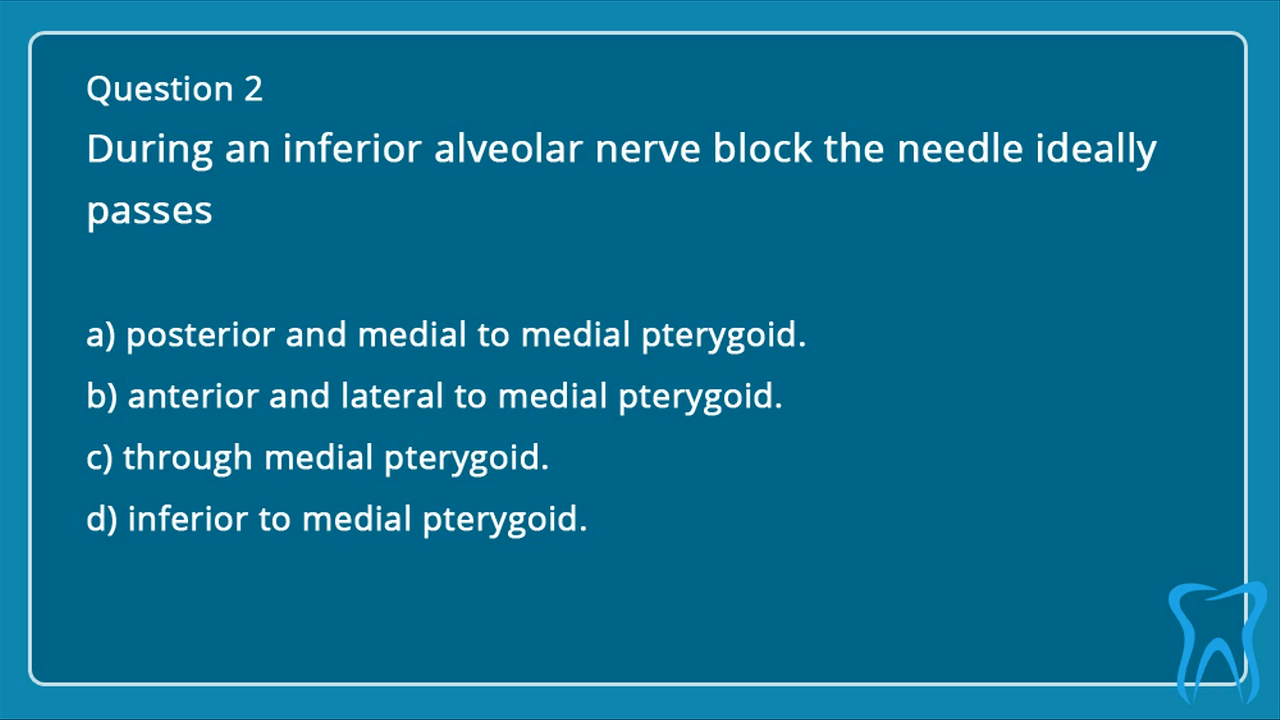 Question 2
During an inferior alveolar nerve block the needle ideally
passes
a) posterior and medial to medial pterygoid.
b) anterior and lateral to medial pterygoid.
c) through medial pterygoid.
d) inferior to medial pterygoid.